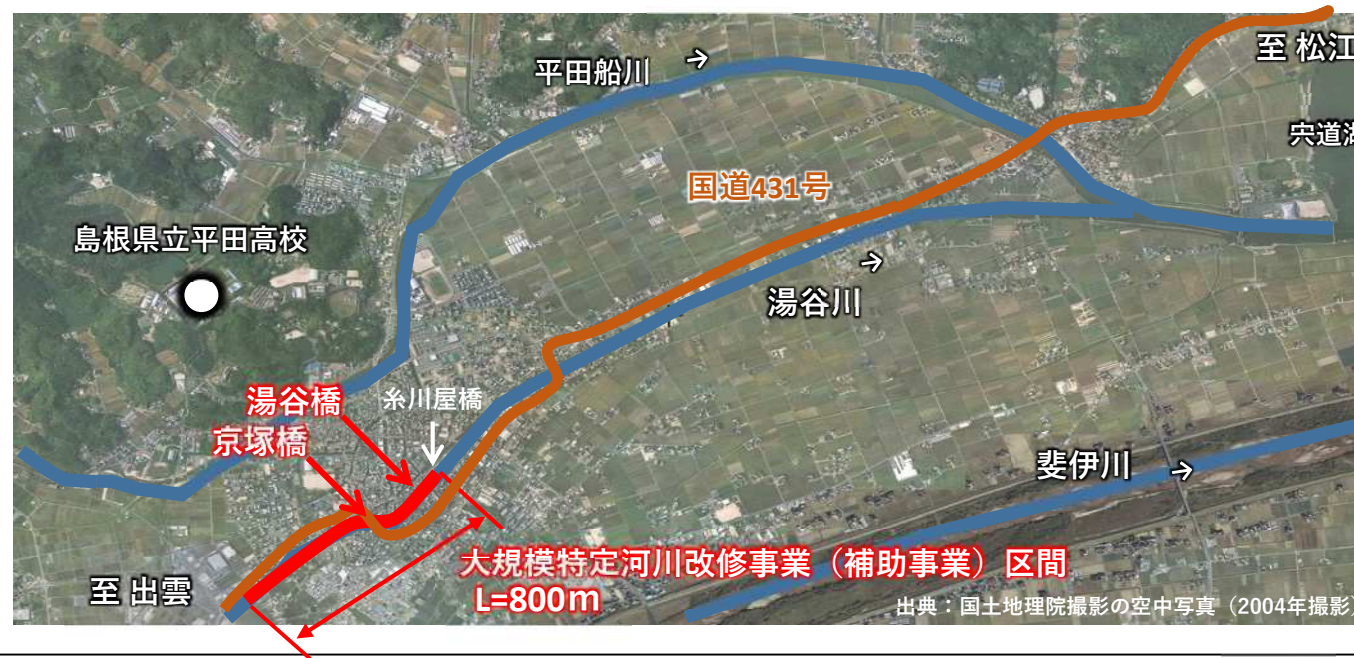 平田船川
→
至 松江
宍道湖
国道431号
島根県立平田高校
→
湯谷川
湯谷橋
糸川屋橋
京塚橋
斐伊川 →
大規模特定河川改修事業（補助事業）区間
L=800m
至 出雲
出典：国土地理院撮影の空中写真（2004年撮影）